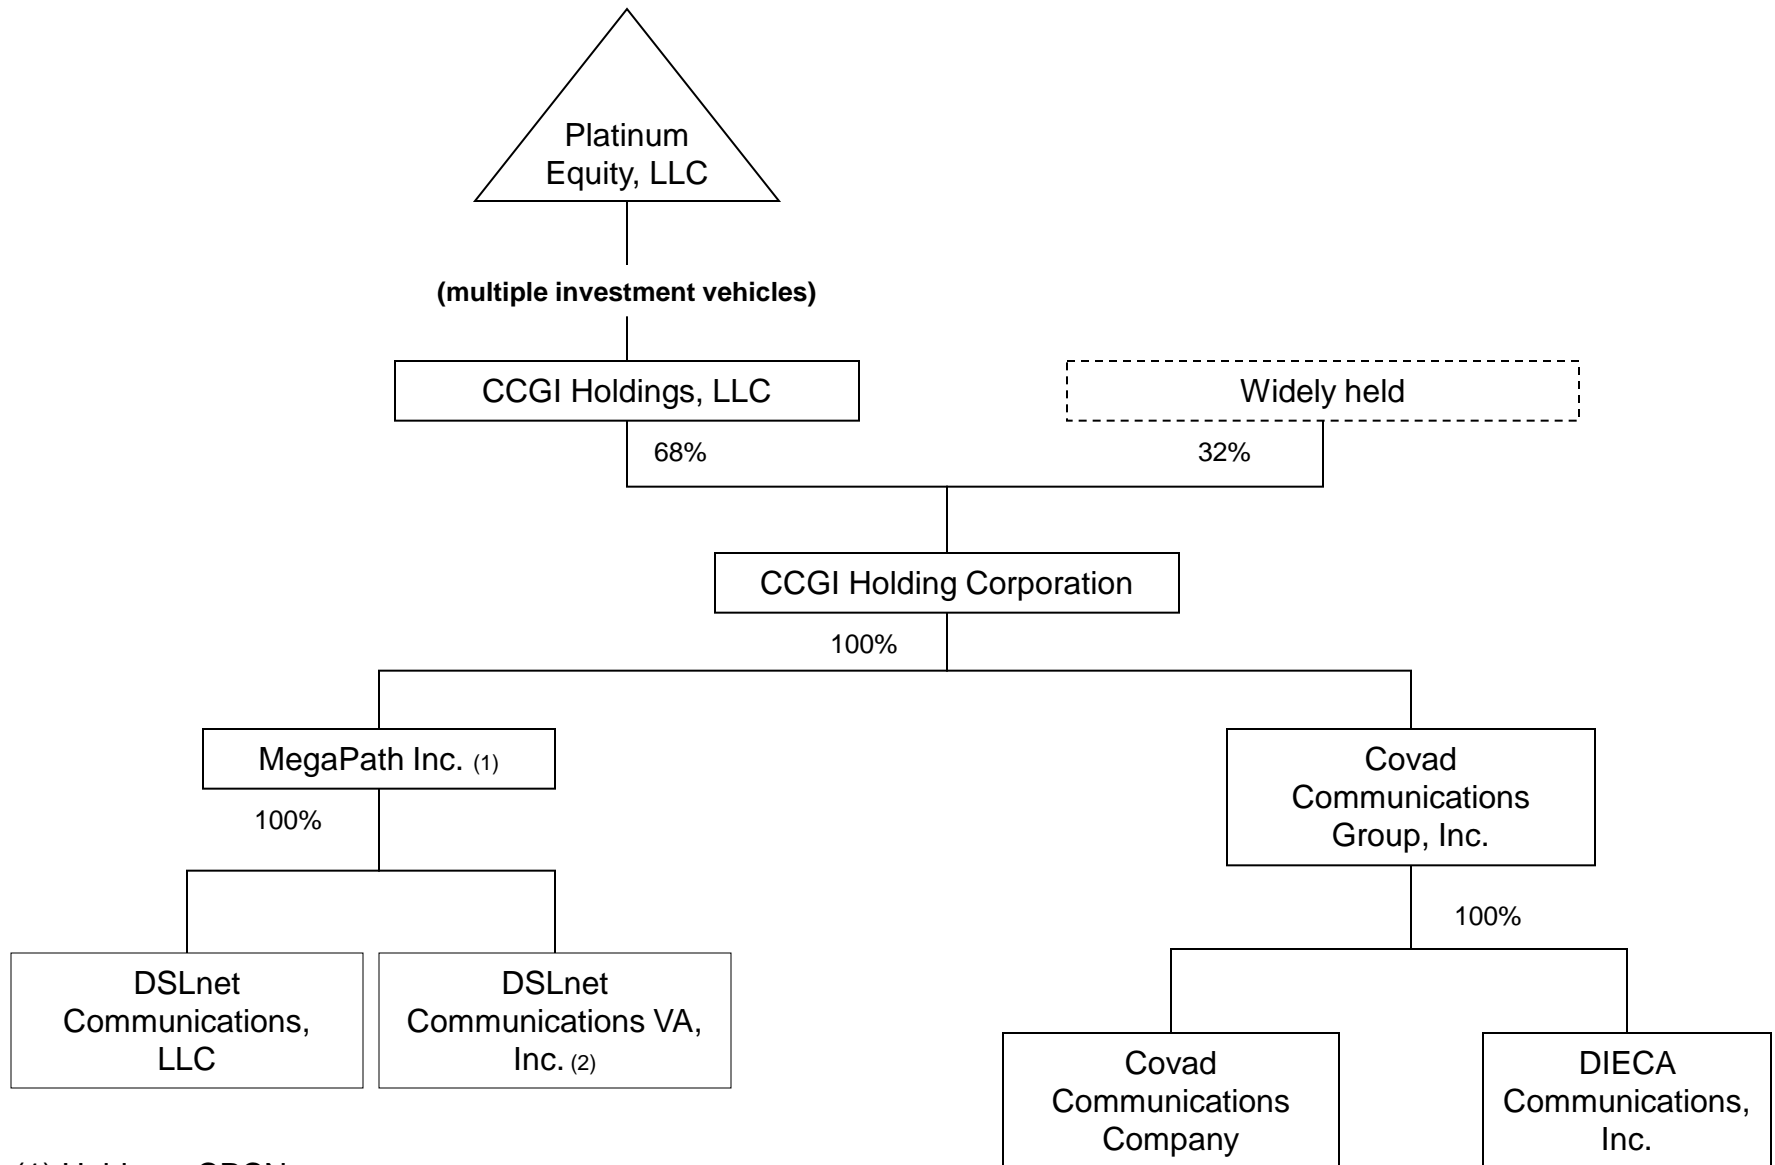 Platinum
Equity, LLC
(multiple investment vehicles)
CCGI Holdings, LLC
Widely held
68%
32%
CCGI Holding Corporation
100%
MegaPath Inc. (1)
Covad
Communications
Group, Inc.
100%
100%
DSLnet
Communications,
LLC
DSLnet
Communications VA,
Inc. (2)
Covad
Communications
Company
DIECA
Communications,
Inc.